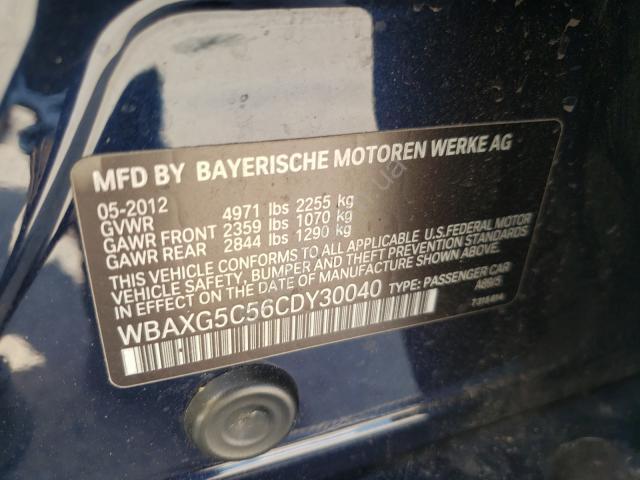 MFD BY BAYERISCHE MOTOREN WERKE AG
05-2012
GVWR 4971 lbs 2255 kg
GAWR FRONT 2359 lbs 1070 kg
GAWR REAR 2844 lbs 1290 kg
THIS VEHICLE CONFORMS TO ALL APPLICABLE U.S.FEDERAL MOTOR
VEHICLE SAFETY, BUMPER AND THEFT PREVENTION STANDARDS
IN EFFECT ON THE DATE OF MANUFACTURE SHOWN ABOVE.
WBAXG5C56CDY30040 TYPE: PASSENGER CAR